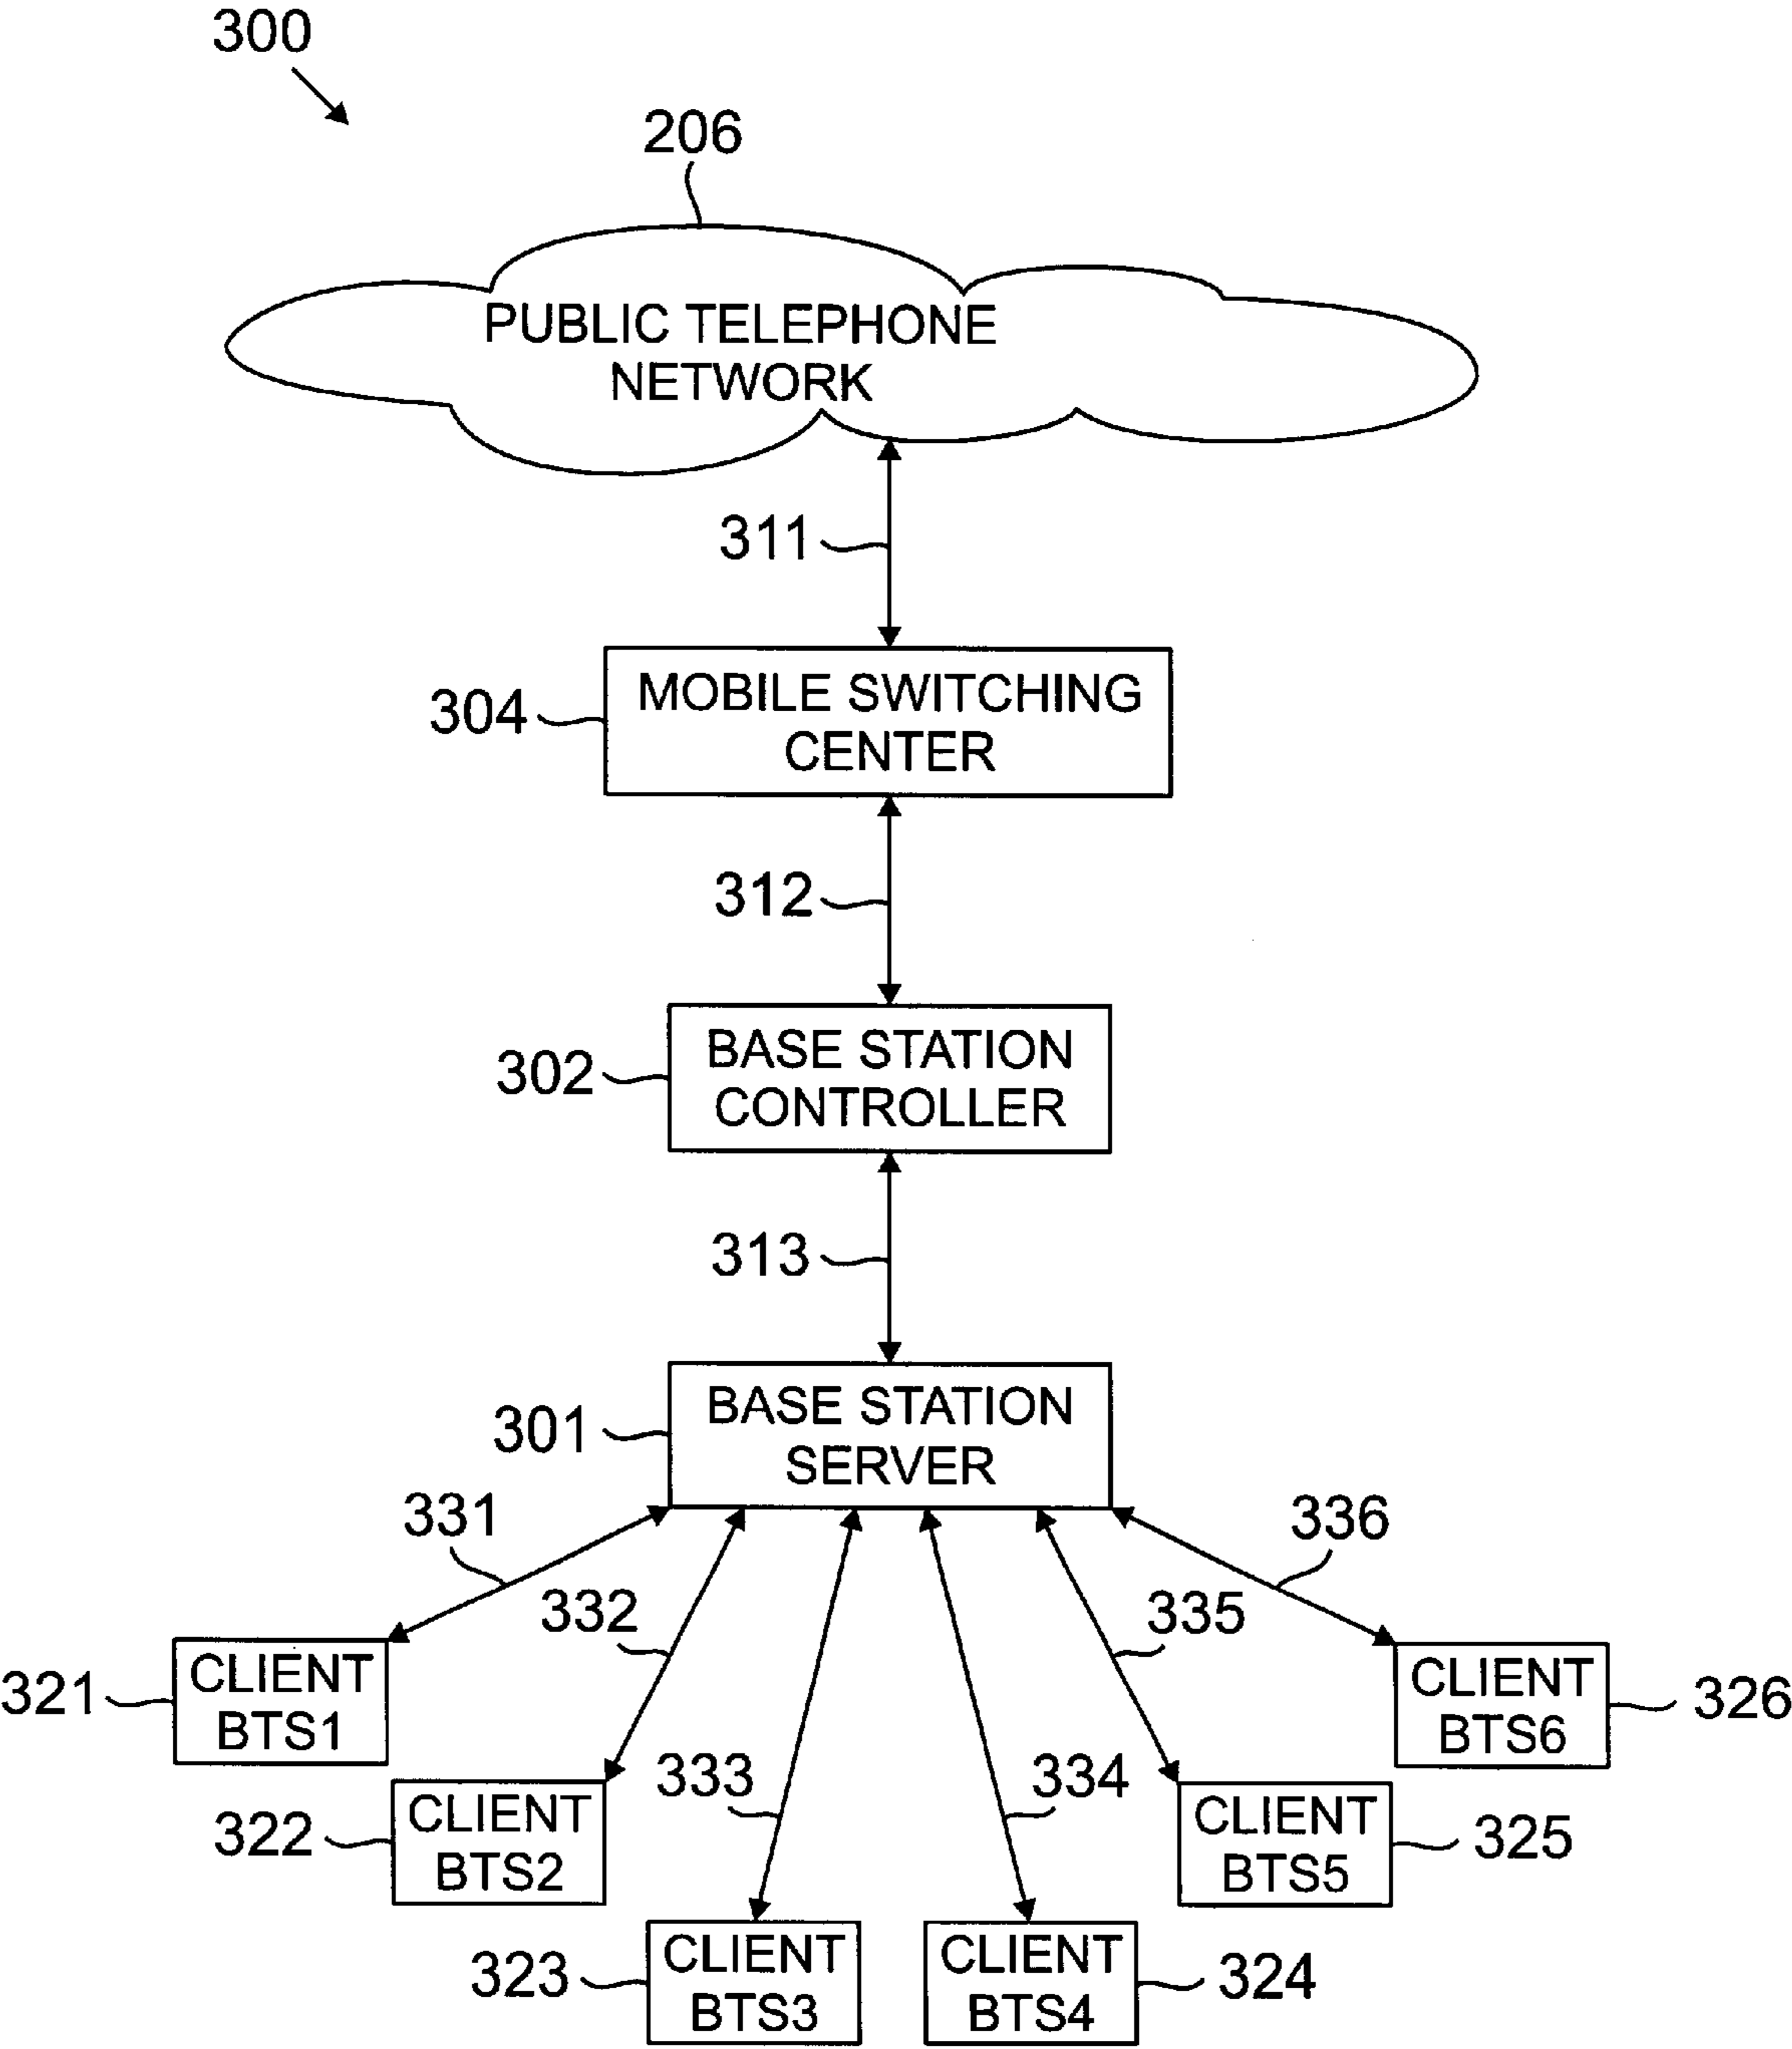 300
206
PUBLIC TELEPHONE
NETWORK
311
304
MOBILE SWITCHING
CENTER
312
302
BASE STATION
CONTROLLER
313
301
BASE STATION
SERVER
331
336
332
335
321
CLIENT
BTS1
CLIENT
BTS6
326
333
334
322
CLIENT
BTS2
CLIENT
BTS5
325
323
CLIENT
BTS3
CLIENT
BTS4
324